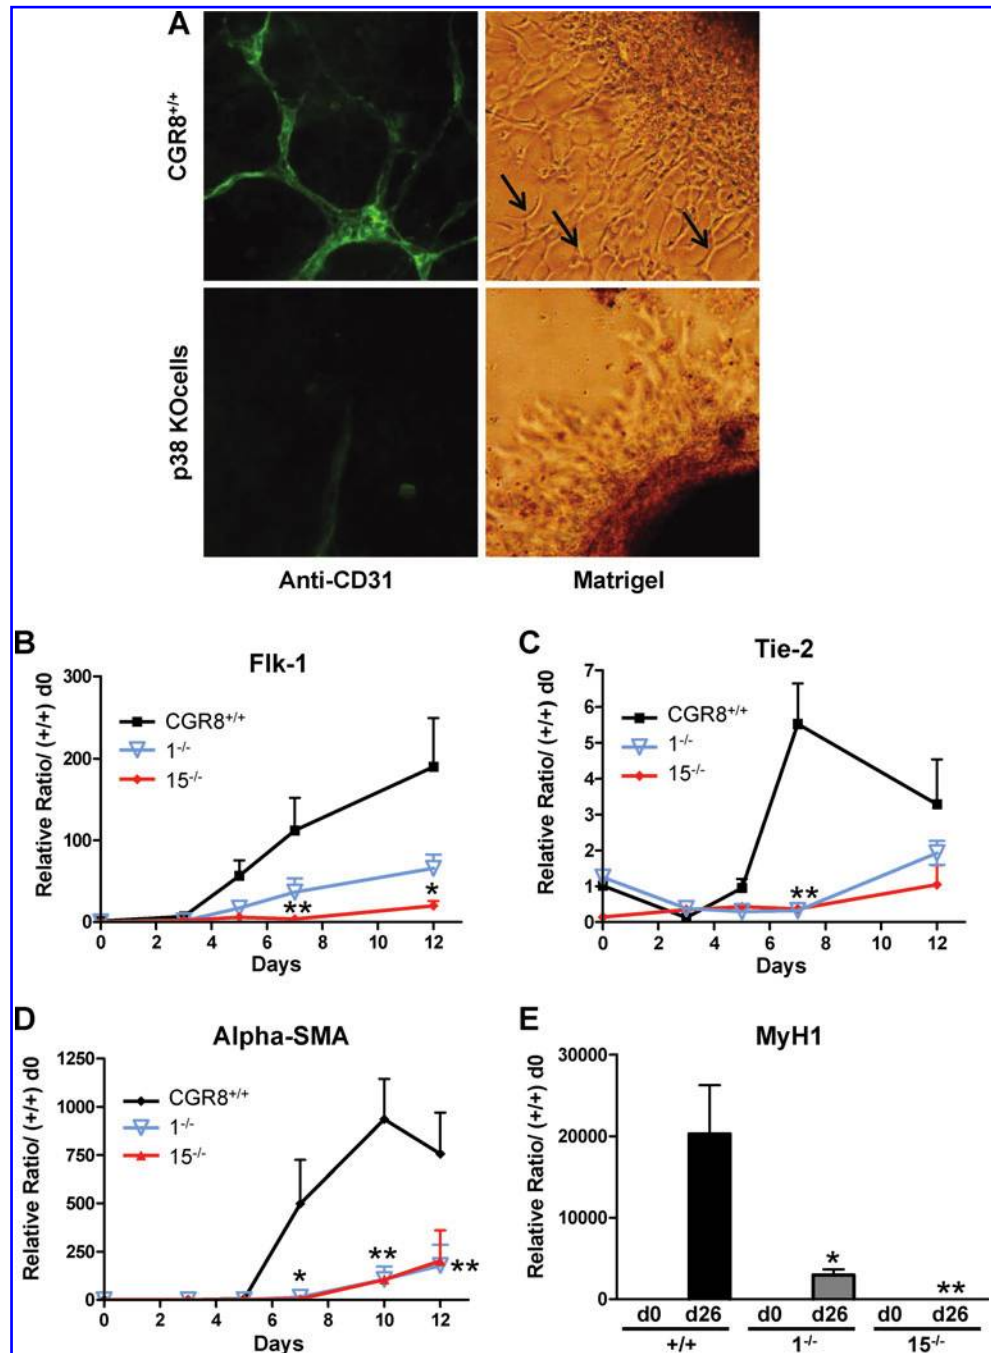 A
CGR8+/+
p38 KOcells
Anti-CD31
Matrigel
B
Flk-1
Relative Ratio/ (+/+) d0
300
200
100
0
CGR8+/+
1-/-
15-/-
**
*
0 2 4 6 8 10 12
Days
C
Tie-2
Relative Ratio/ (+/+) d0
7
6
5
4
3
2
1
0
CGR8+/+
1-/-
15-/-
**
0 2 4 6 8 10 12
Days
D
Alpha-SMA
Relative Ratio/ (+/+) d0
1250
1000
750
500
250
0
CGR8+/+
1-/-
15-/-
*
**
**
0 2 4 6 8 10 12
Days
E
MyH1
Relative Ratio/ (+/+) d0
30000
20000
10000
0
*
**
d0 d26 d0 d26 d0 d26
+/+ 1-/- 15-/-